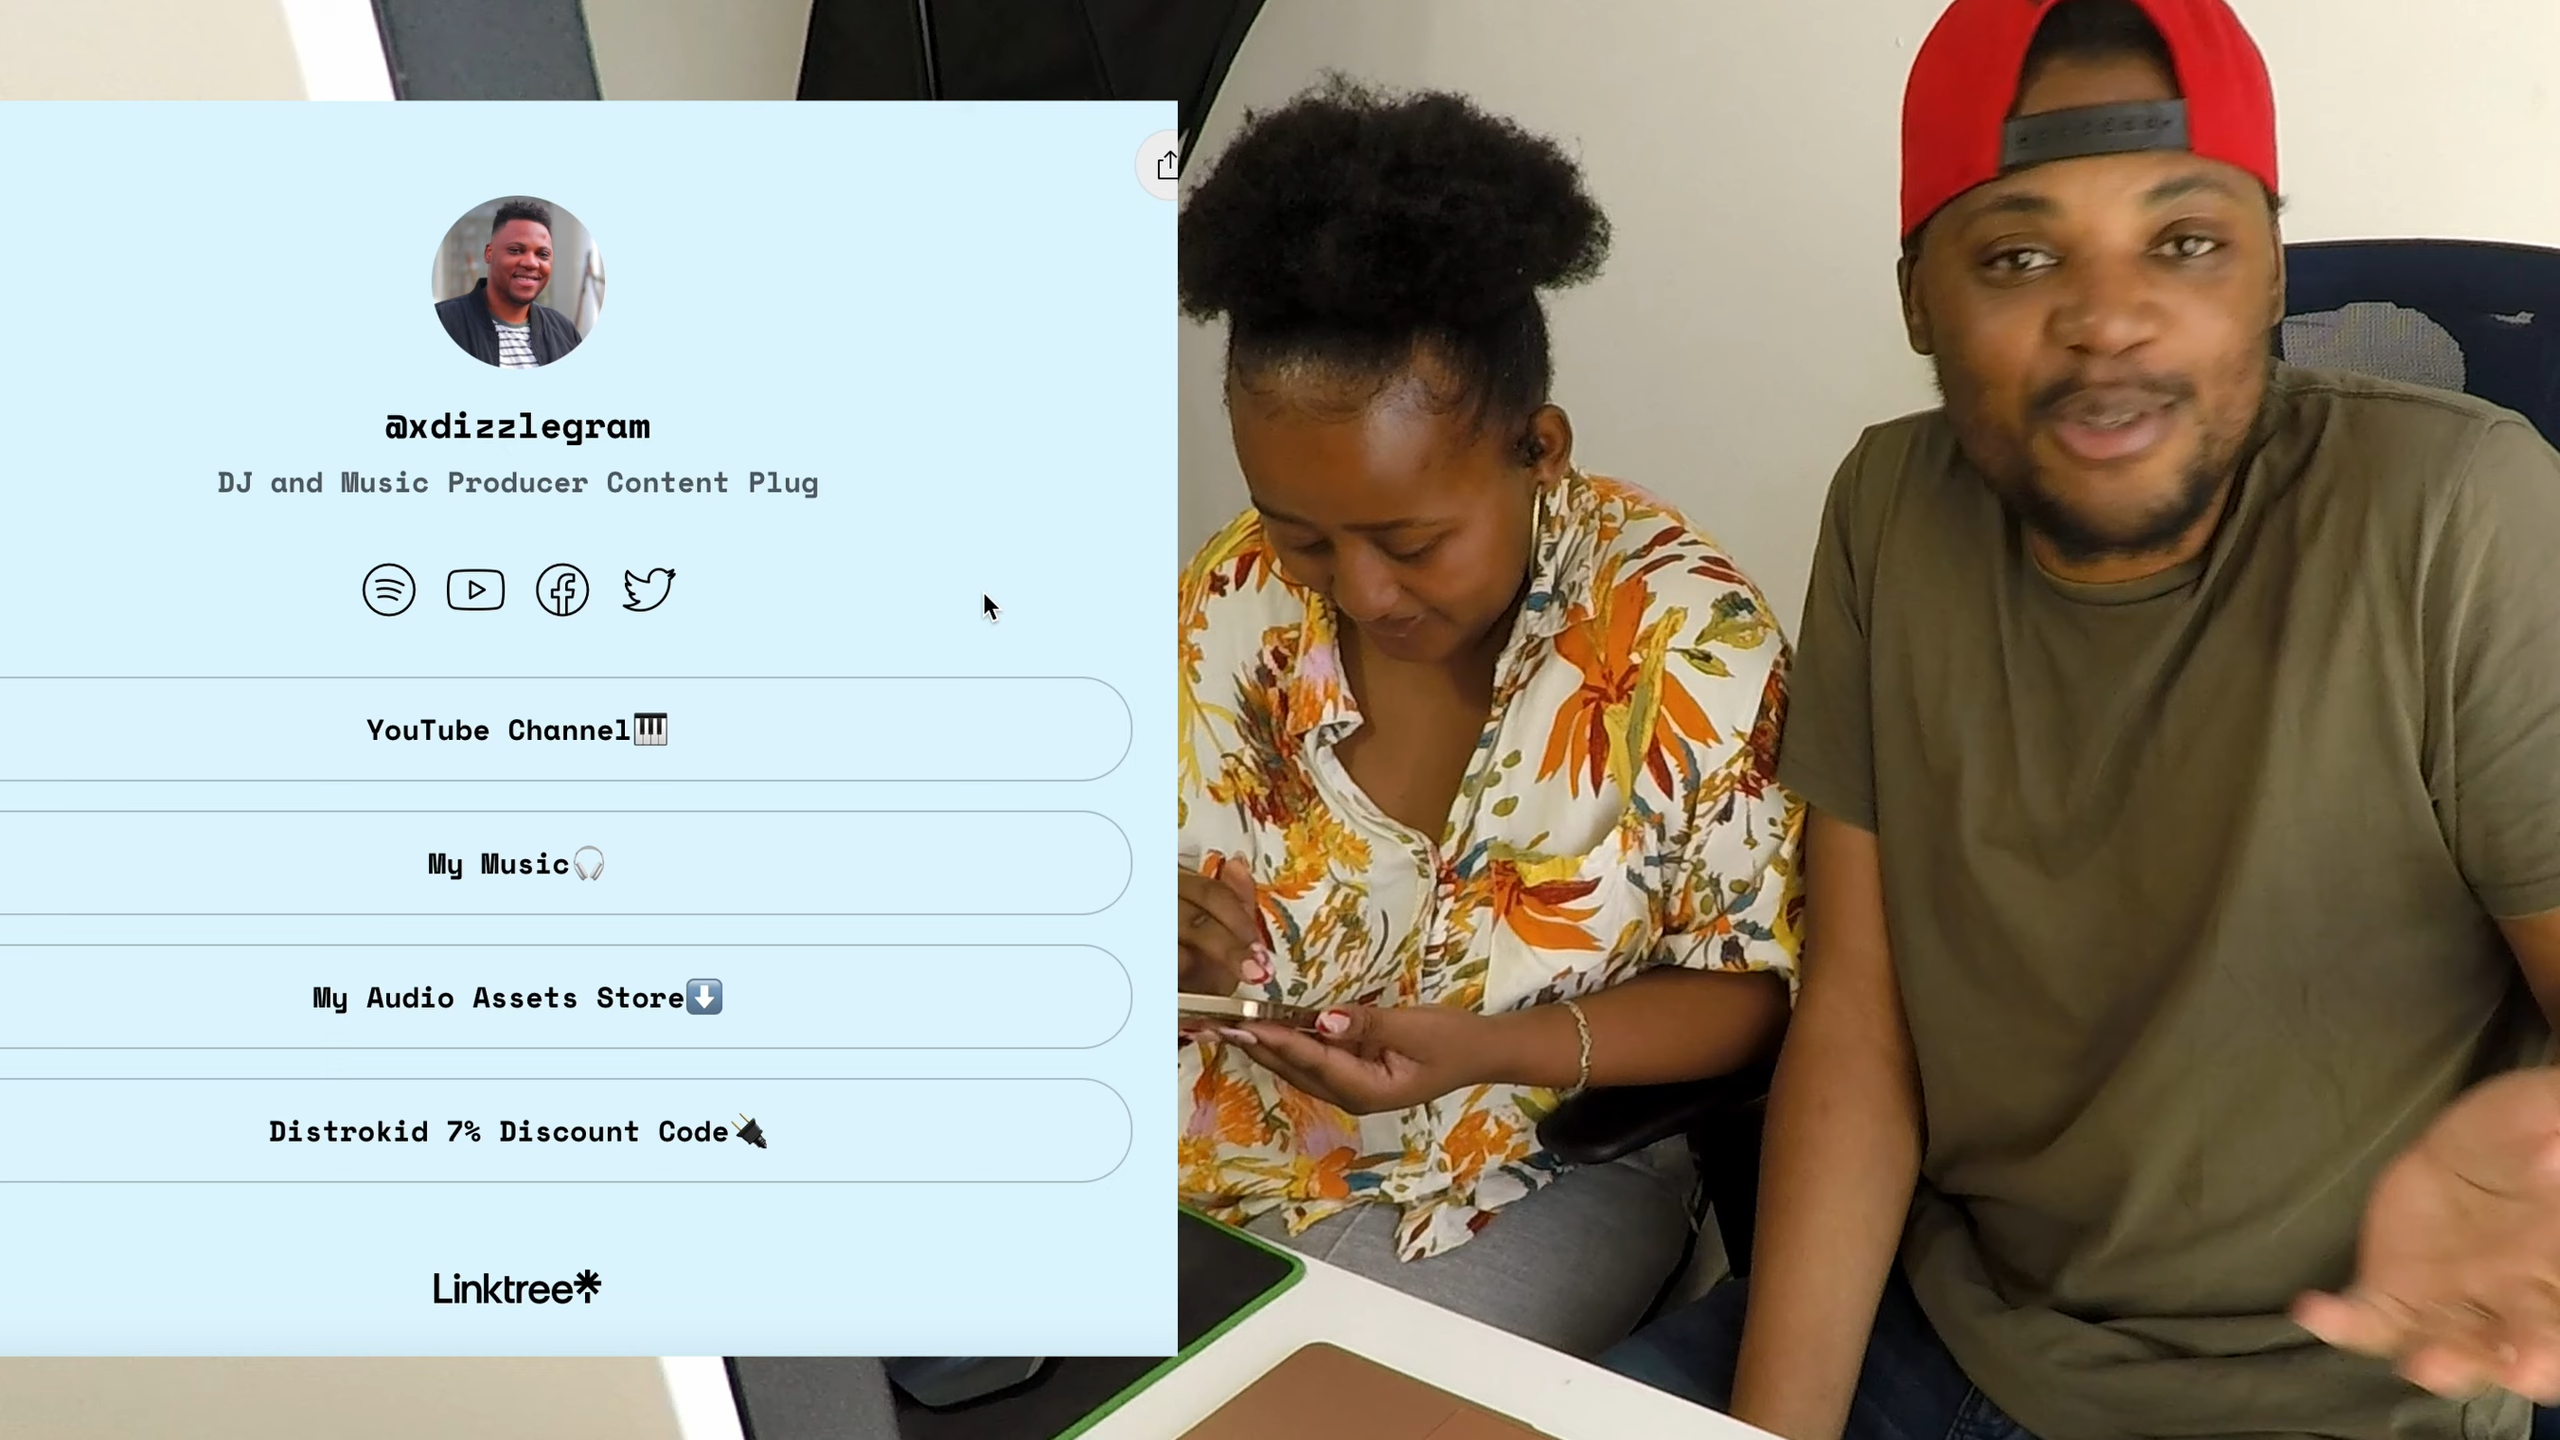 @xdizzlegram
DJ and Music Producer Content Plug
YouTube Channel🎹
My Music🎧
My Audio Assets Store⬇️
Distrokid 7% Discount Code🔌
Linktree*